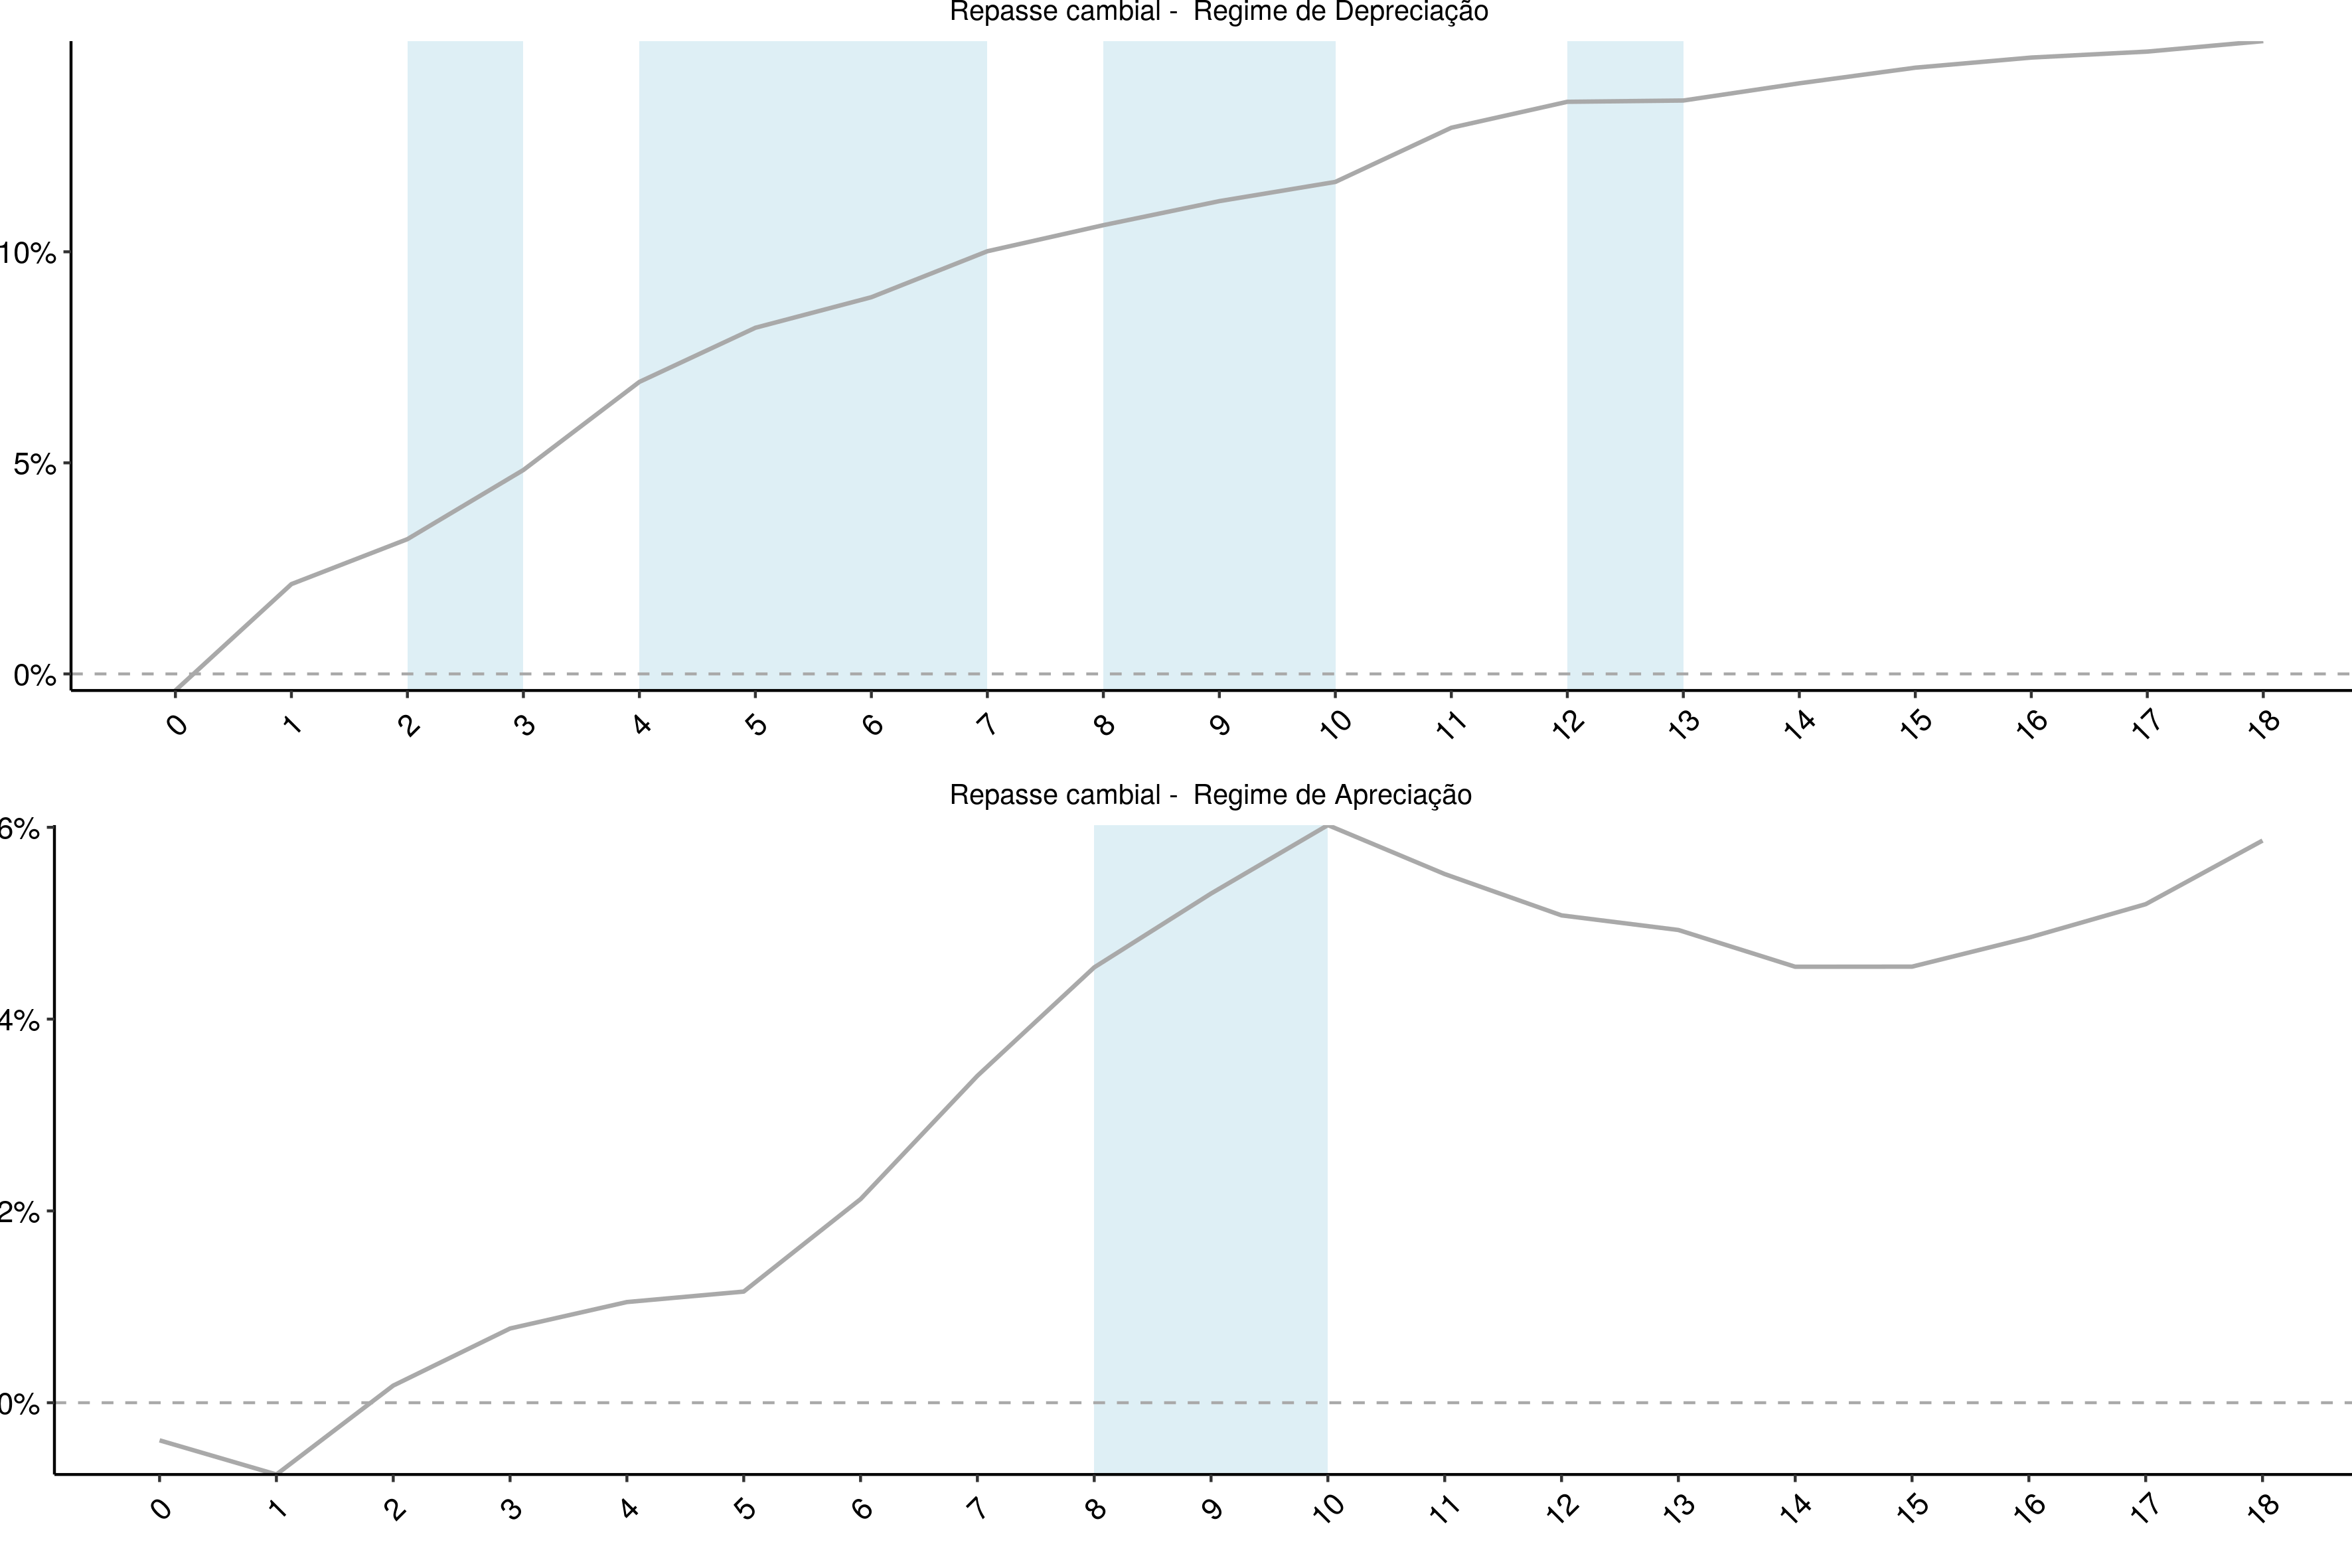 Repasse cambial -  Regime de Depreciação
10%
5%
0%
0 1 2 3 4 5 6 7 8 9 10 11 12 13 14 15 16 17 18
Repasse cambial -  Regime de Apreciação
6%
4%
2%
0%
0 1 2 3 4 5 6 7 8 9 10 11 12 13 14 15 16 17 18